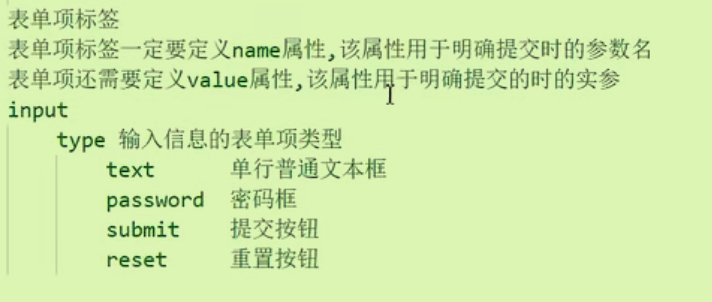 表单项标签
表单项标签一定要定义name属性,该属性用于明确提交时的参数名
表单项还需要定义value属性,该属性用于明确提交的时的实参
input
type 输入信息的表单项类型
text 单行普通文本框
password 密码框
submit 提交按钮
reset 重置按钮